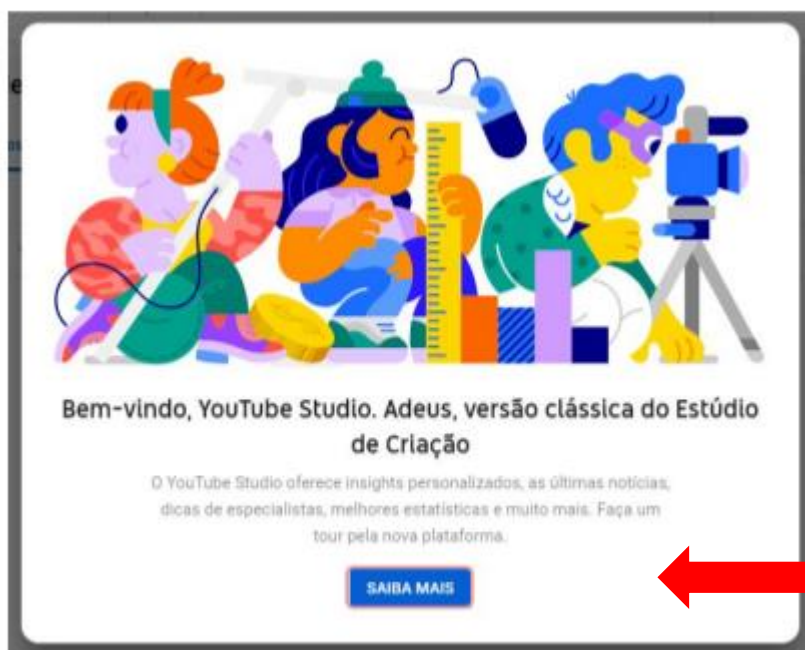 Bem-vindo, YouTube Studio. Adeus, versão clássica do Estúdio
de Criação
O YouTube Studio oferece insights personalizados, as últimas notícias,
dicas de especialistas, melhores estatísticas e muito mais. Faça um
tour pela nova plataforma.
SAIBA MAIS